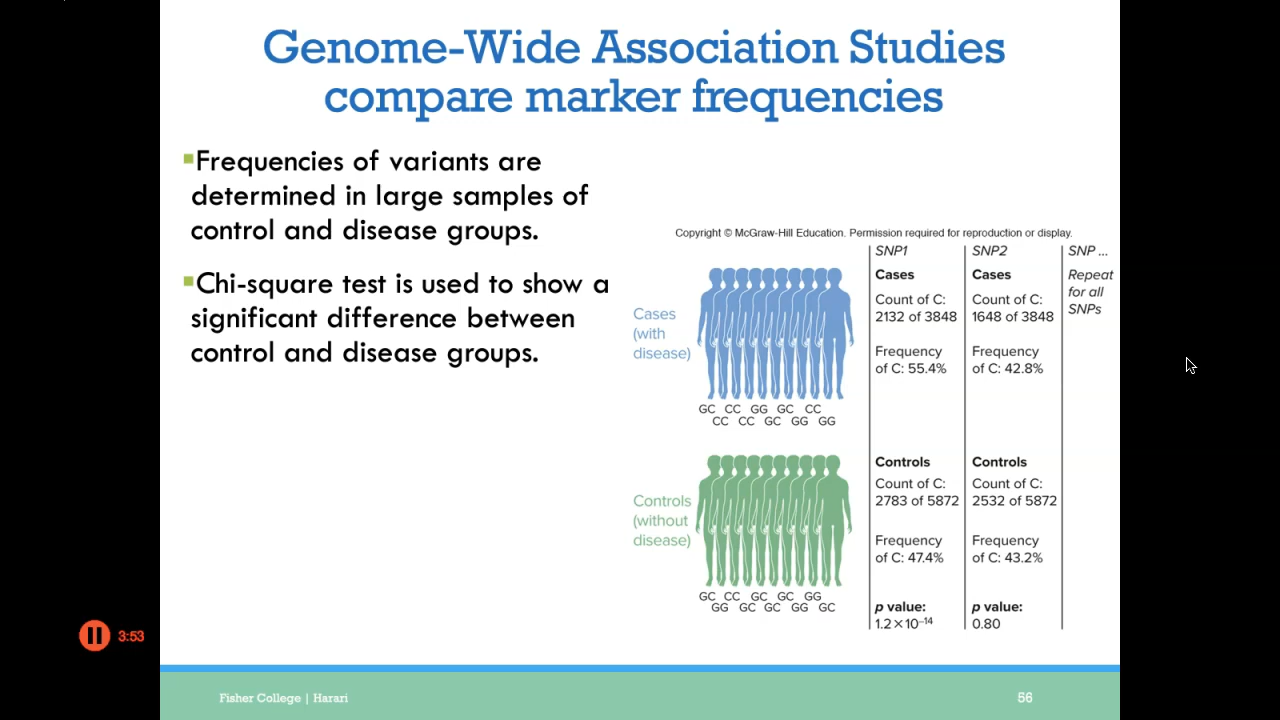 Genome-Wide Association Studies
compare marker frequencies
Frequencies of variants are
determined in large samples of
control and disease groups.
Chi-square test is used to show a
significant difference between
control and disease groups.
Copyright © McGraw-Hill Education. Permission required for reproduction or display.
SNP1
Cases
Count of C:
2132 of 3848
Frequency
of C: 55.4%
SNP2
Cases
Count of C:
1648 of 3848
Frequency
of C: 42.8%
SNP ...
Repeat
for all
SNPs
Cases
(with
disease)
GC CC GG GC CC
CC CC GC GG GG
Controls
(without
disease)
GC CC GC GC GG
GG GC GC GG GC
Controls
Count of C:
2783 of 5872
Frequency
of C: 47.4%
p value:
1.2×10⁻¹⁴
Controls
Count of C:
2532 of 5872
Frequency
of C: 43.2%
p value:
0.80
3:53
Fisher College | Harari
56